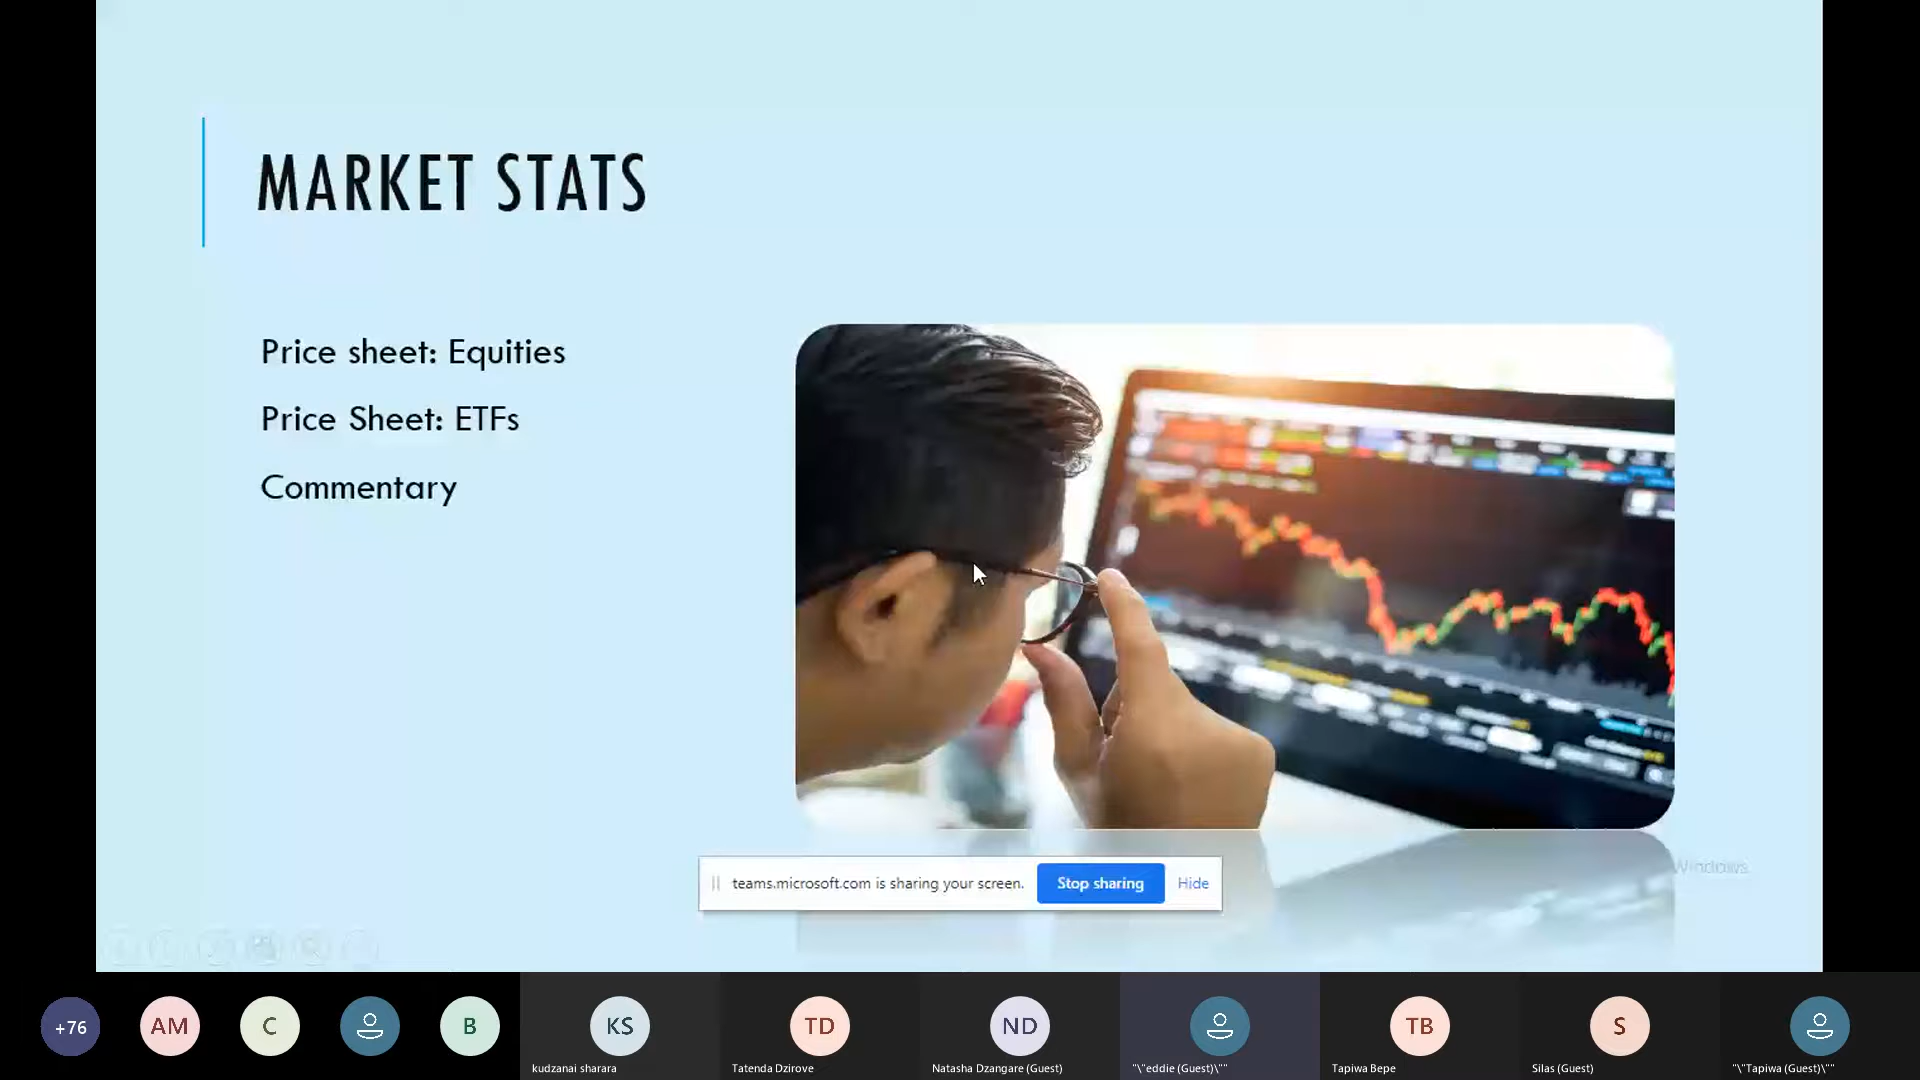 MARKET STATS
Price sheet: Equities
Price Sheet: ETFs
Commentary
Windows
teams.microsoft.com is sharing your screen.
Stop sharing
Hide
+76
AM
C
B
KS
TD
ND
TB
S
kudzanai sharara
Tatenda Dzirove
Natasha Dzangare (Guest)
"\"eddie (Guest)\""
Tapiwa Bepe
Silas (Guest)
"\"Tapiwa (Guest)\""